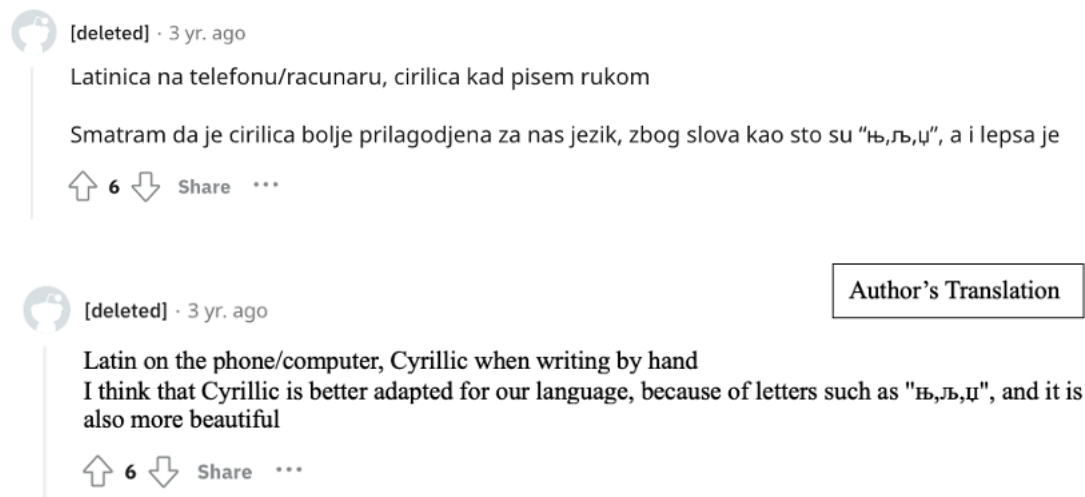 [deleted] · 3 yr. ago
Latinica na telefonu/racunaru, cirilica kad pisem rukom
Smatram da je cirilica bolje prilagodjena za nas jezik, zbog slova kao sto su “њ,љ,џ”, a i lepsa je
6 Share ···
Author’s Translation
[deleted] · 3 yr. ago
Latin on the phone/computer, Cyrillic when writing by hand
I think that Cyrillic is better adapted for our language, because of letters such as "њ,љ,џ", and it is
also more beautiful
6 Share ···